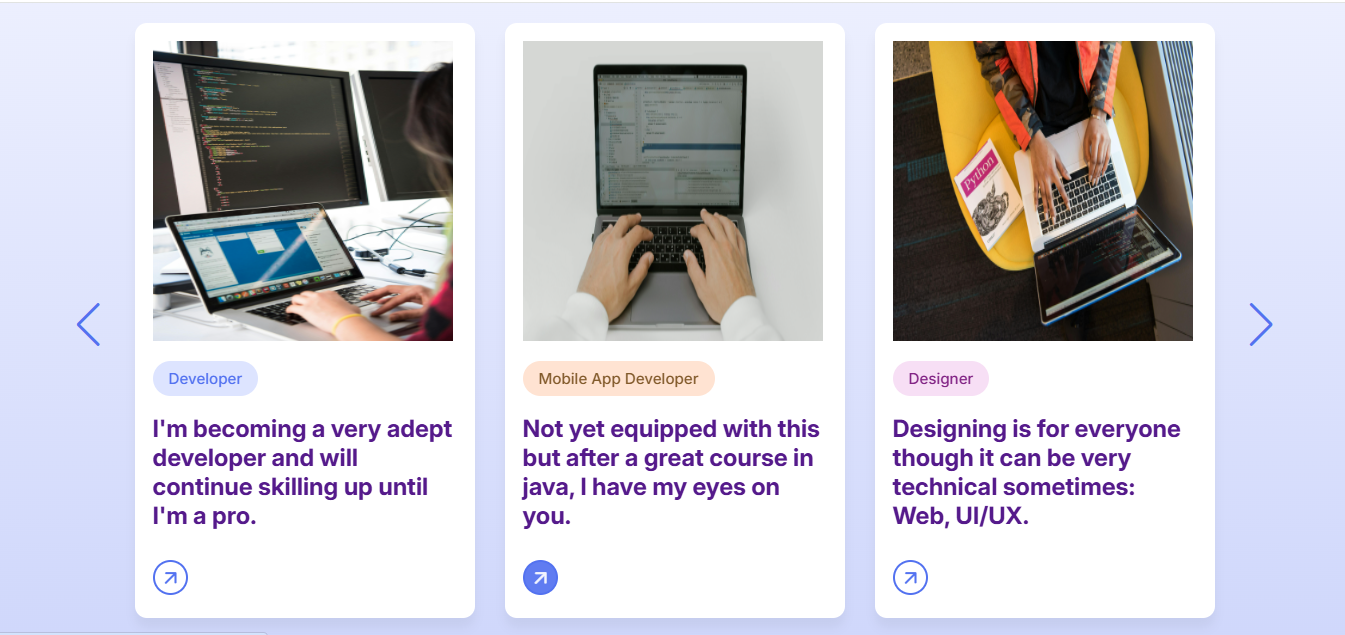 Developer
I'm becoming a very adept
developer and will
continue skilling up until
I'm a pro.
Mobile App Developer
Not yet equipped with this
but after a great course in
java, I have my eyes on
you.
Python
Designer
Designing is for everyone
though it can be very
technical sometimes:
Web, UI/UX.